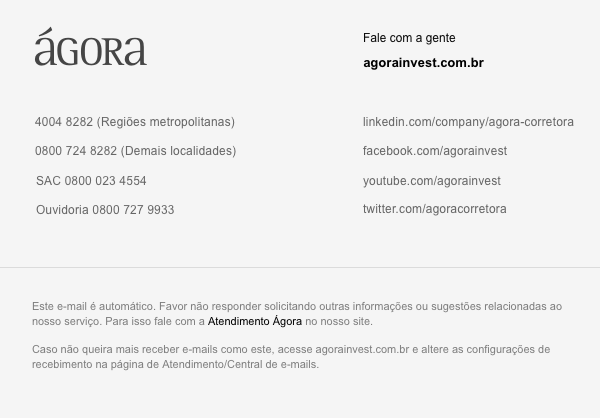 ágora
Fale com a gente
agorainvest.com.br
4004 8282 (Regiões metropolitanas)
0800 724 8282 (Demais localidades)
SAC 0800 023 4554
Ouvidoria 0800 727 9933
linkedin.com/company/agora-corretora
facebook.com/agorainvest
youtube.com/agorainvest
twitter.com/agoracorretora
Este e-mail é automático. Favor não responder solicitando outras informações ou sugestões relacionadas ao
nosso serviço. Para isso fale com a Atendimento Ágora no nosso site.
Caso não queira mais receber e-mails como este, acesse agorainvest.com.br e altere as configurações de
recebimento na página de Atendimento/Central de e-mails.